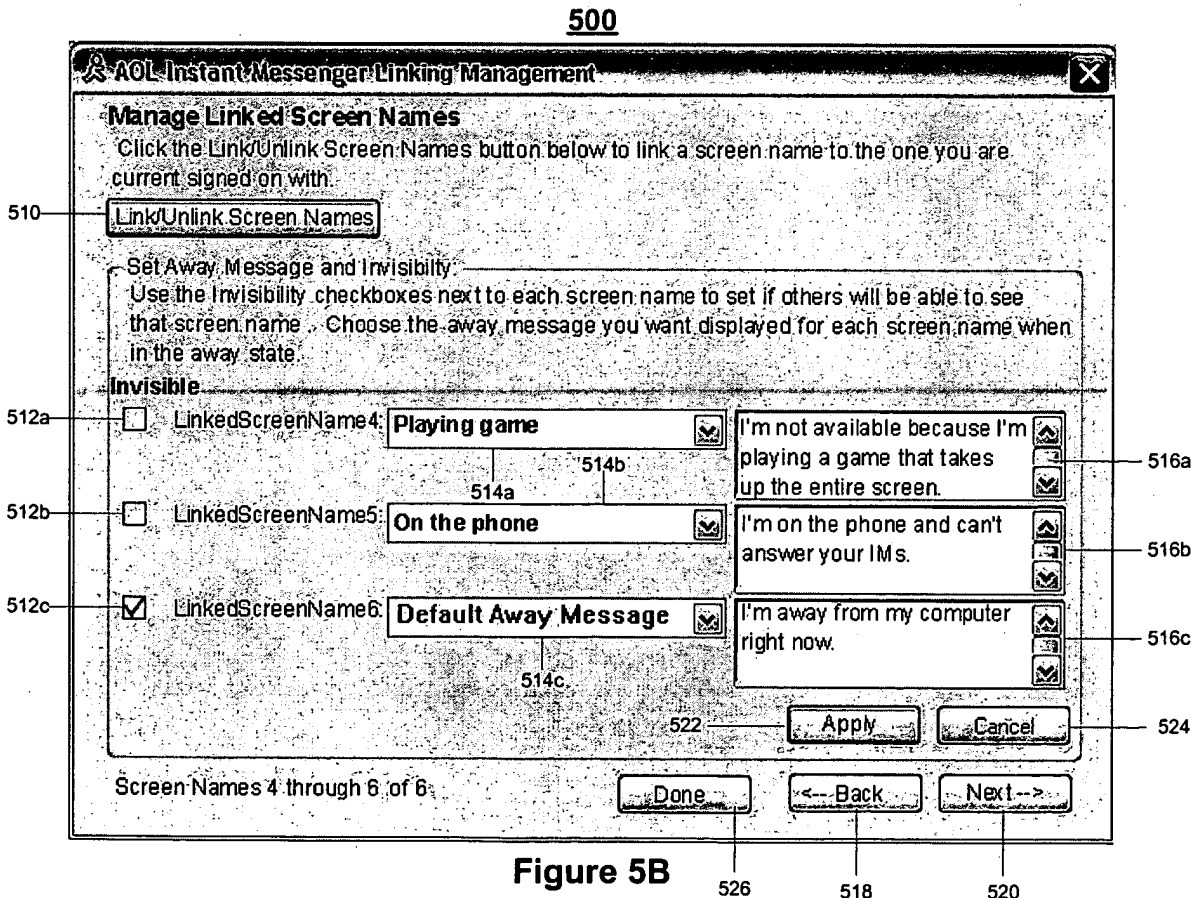 500
AOL Instant Messenger Linking Management
Manage Linked Screen Names
Click the Link/Unlink Screen Names button below to link a screen name to the one you are
current signed on with.
510
Link/Unlink Screen Names
Set Away Message and Invisibilty:
Use the Invisibility checkboxes next to each screen name to set if others will be able to see
that screen name . Choose the away message you want displayed for each screen name when
in the away state.
Invisible
512a
LinkedScreenName4:
Playing game
I'm not available because I'm
playing a game that takes
up the entire screen.
516a
514a
514b
512b
LinkedScreenName5:
On the phone
I'm on the phone and can't
answer your IMs.
516b
512c
LinkedScreenName6:
Default Away Message
I'm away from my computer
right now.
516c
514c
522
Apply
Cancel
524
Screen Names 4 through 6 of 6
Done
<---Back
Next-->
Figure 5B
526
518
520